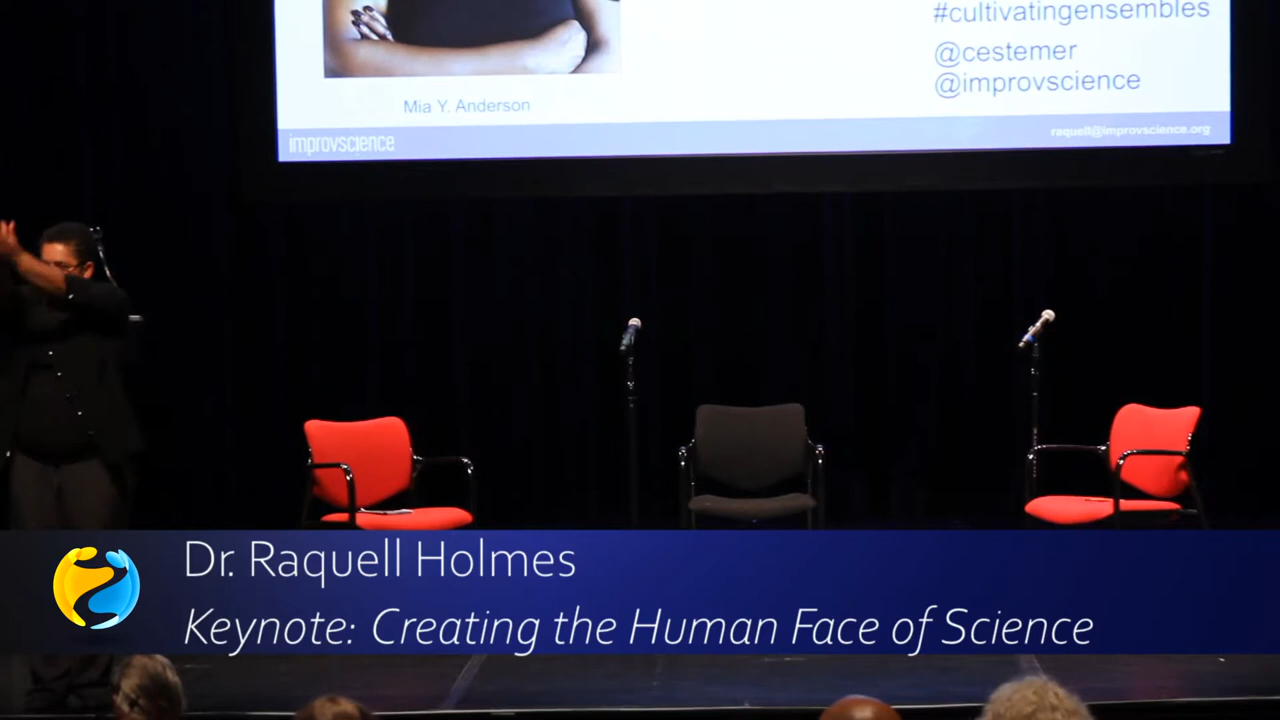 #cultivatingensembles
@cestemer
@improvscience
Mia Y. Anderson
improvscience
raquell@improvscience.org
Dr. Raquell Holmes
Keynote: Creating the Human Face of Science